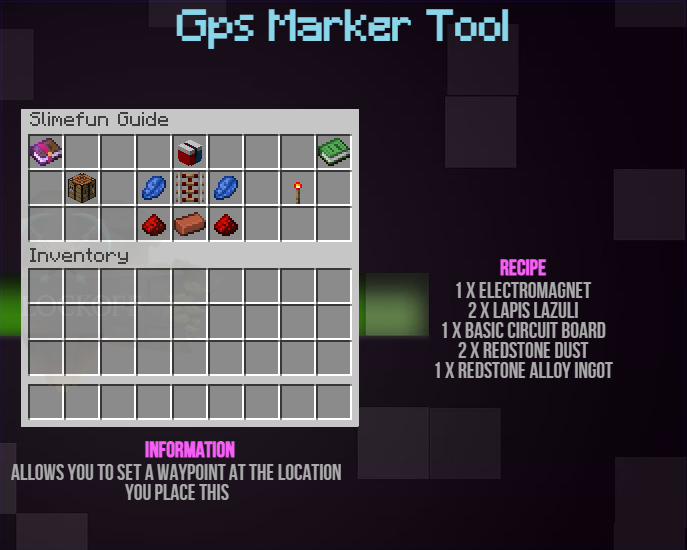 Gps Marker Tool
Slimefun Guide
Inventory
LOCKOFF
RECIPE
1 X ELECTROMAGNET
2 X LAPIS LAZULI
1 X BASIC CIRCUIT BOARD
2 X REDSTONE DUST
1 X REDSTONE ALLOY INGOT
INFORMATION
ALLOWS YOU TO SET A WAYPOINT AT THE LOCATION
YOU PLACE THIS